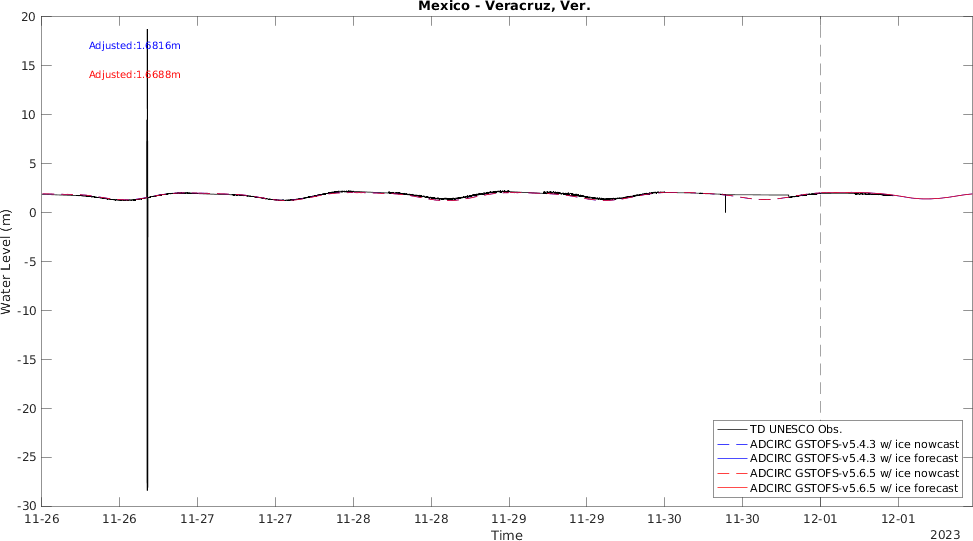 Mexico - Veracruz, Ver.
Adjusted:1.6816m
Adjusted:1.6688m
20
15
10
5
0
-5
-10
-15
-20
-25
-30
Water Level (m)
TD UNESCO Obs.
ADCIRC GSTOFS-v5.4.3 w/ ice nowcast
ADCIRC GSTOFS-v5.4.3 w/ ice forecast
ADCIRC GSTOFS-v5.6.5 w/ ice nowcast
ADCIRC GSTOFS-v5.6.5 w/ ice forecast
11-26 11-26 11-27 11-27 11-28 11-28 11-29 11-29 11-30 11-30 12-01 12-01
Time
2023